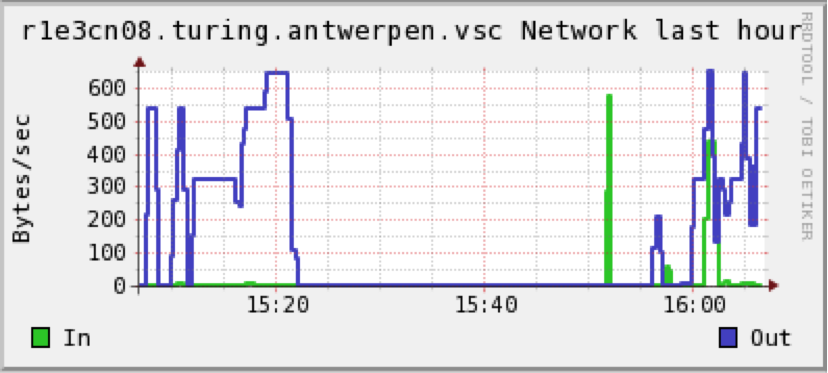 r1e3cn08.turing.antwerpen.vsc Network last hour
RRDTOOL / TOBI OETIKER
Bytes/sec
600
500
400
300
200
100
0
15:20 15:40 16:00
In Out